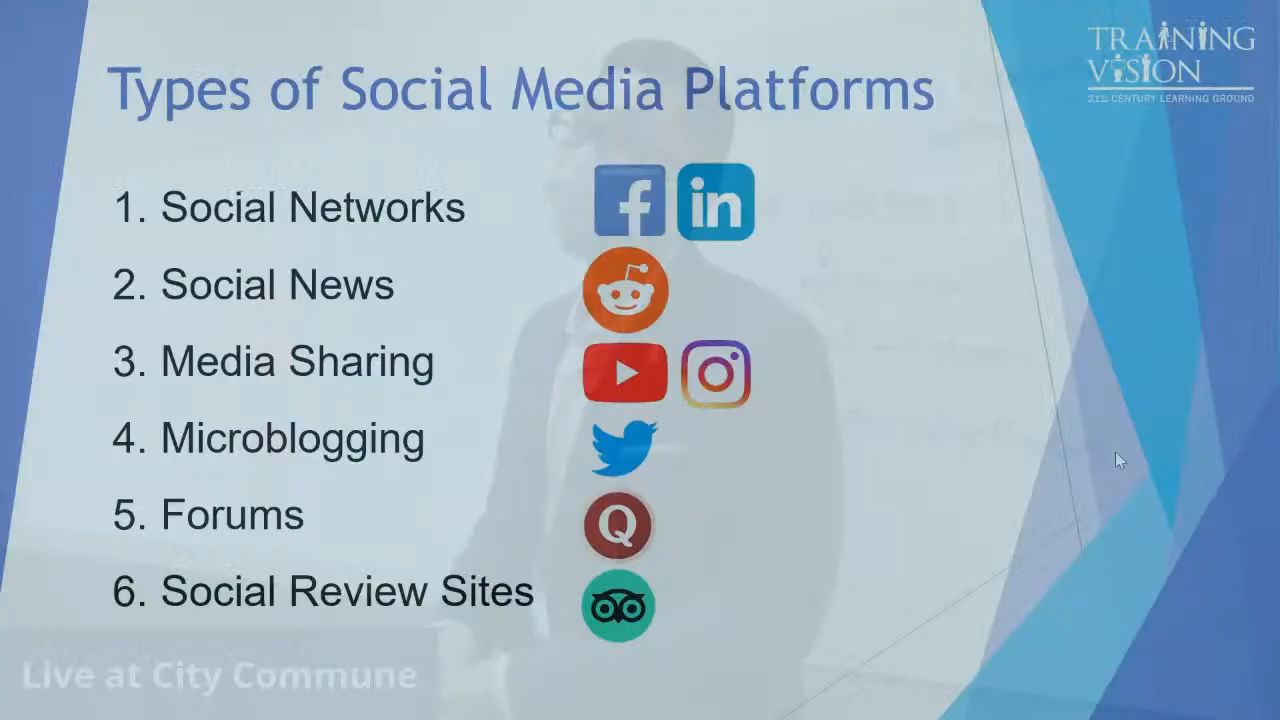 TRAINING
VISION
21ST CENTURY LEARNING GROUND
Types of Social Media Platforms
1. Social Networks
2. Social News
3. Media Sharing
4. Microblogging
5. Forums
6. Social Review Sites
f in
Q
Live at City Commune